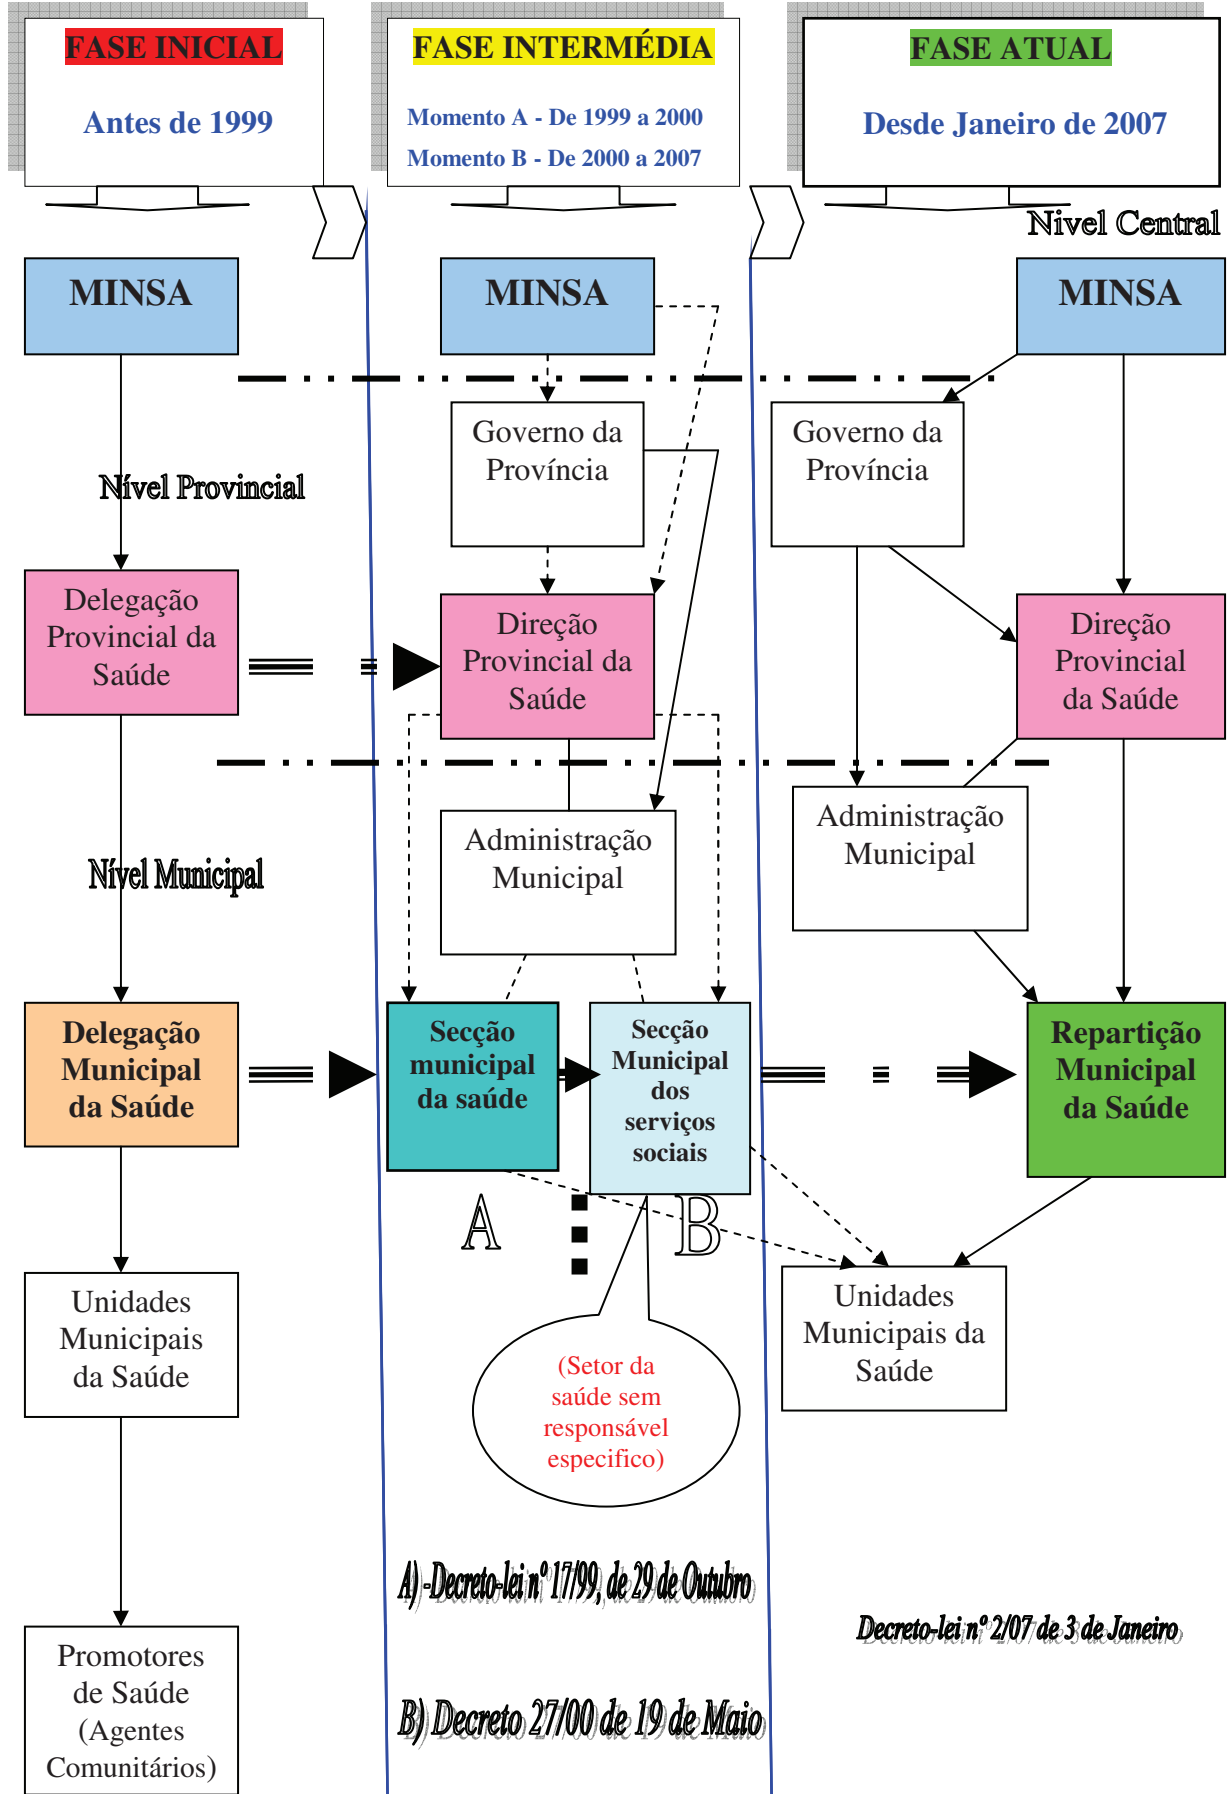 FASE INICIAL
Antes de 1999
FASE INTERMÉDIA
Momento A - De 1999 a 2000
Momento B - De 2000 a 2007
FASE ATUAL
Desde Janeiro de 2007
Nivel Central
MINSA
MINSA
MINSA
Governo da
Província
Governo da
Província
Nível Provincial
Delegação
Provincial da
Saúde
Direção
Provincial da
Saúde
Direção
Provincial
da Saúde
Administração
Municipal
Administração
Municipal
Nível Municipal
Delegação
Municipal
da Saúde
Secção
municipal
da saúde
Secção
Municipal
dos
serviços
sociais
Repartição
Municipal
da Saúde
A
B
Unidades
Municipais
da Saúde
Unidades
Municipais da
Saúde
(Setor da
saúde sem
responsável
especifico)
A) -Decreto-lei nº 17/99, de 29 de Outubro
Decreto-lei nº 2/07 de 3 de Janeiro
B) Decreto 27/00 de 19 de Maio
Promotores
de Saúde
(Agentes
Comunitários)